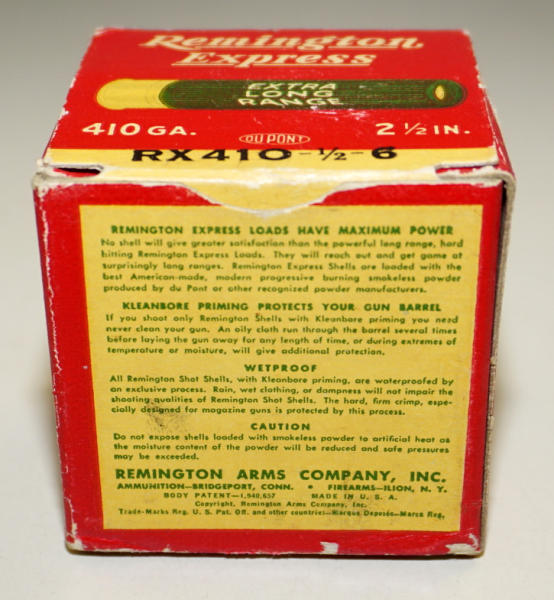 Remington
Express
EXTRA
LONG
RANGE
410 GA.
DU PONT
2 1/2 IN.
RX410-1/2-6
REMINGTON EXPRESS LOADS HAVE MAXIMUM POWER
No shell will give greater satisfaction than the powerful long range, hard
hitting Remington Express Loads. They will reach out and get game at
surprisingly long ranges. Remington Express Shells are loaded with the
best American-made, modern progressive burning smokeless powder
produced by du Pont or other recognized powder manufacturers.
KLEANBORE PRIMING PROTECTS YOUR GUN BARREL
If you shoot only Remington Shells with Kleanbore priming you need
never clean your gun. An oily cloth run through the barrel several times
before laying the gun away for any length of time, or during extremes of
temperature or moisture, will give additional protection.
WETPROOF
All Remington Shot Shells, with Kleanbore priming, are waterproofed by
an exclusive process. Rain, wet clothing, or dampness will not impair the
shooting qualities of Remington Shot Shells. The hard, firm crimp, espe-
cially designed for magazine guns is protected by this process.
CAUTION
Do not expose shells loaded with smokeless powder to artificial heat as
the moisture content of the powder will be reduced and safe pressures
may be exceeded.
REMINGTON ARMS COMPANY, INC.
AMMUNITION—BRIDGEPORT, CONN. • FIREARMS—ILION, N. Y.
BODY PATENT—1,940,657 MADE IN U. S. A.
Copyright, Remington Arms Company, Inc.
Trade-Marks Reg. U. S. Pat. Off. and other countries—Marque Deposée—Marca Reg.